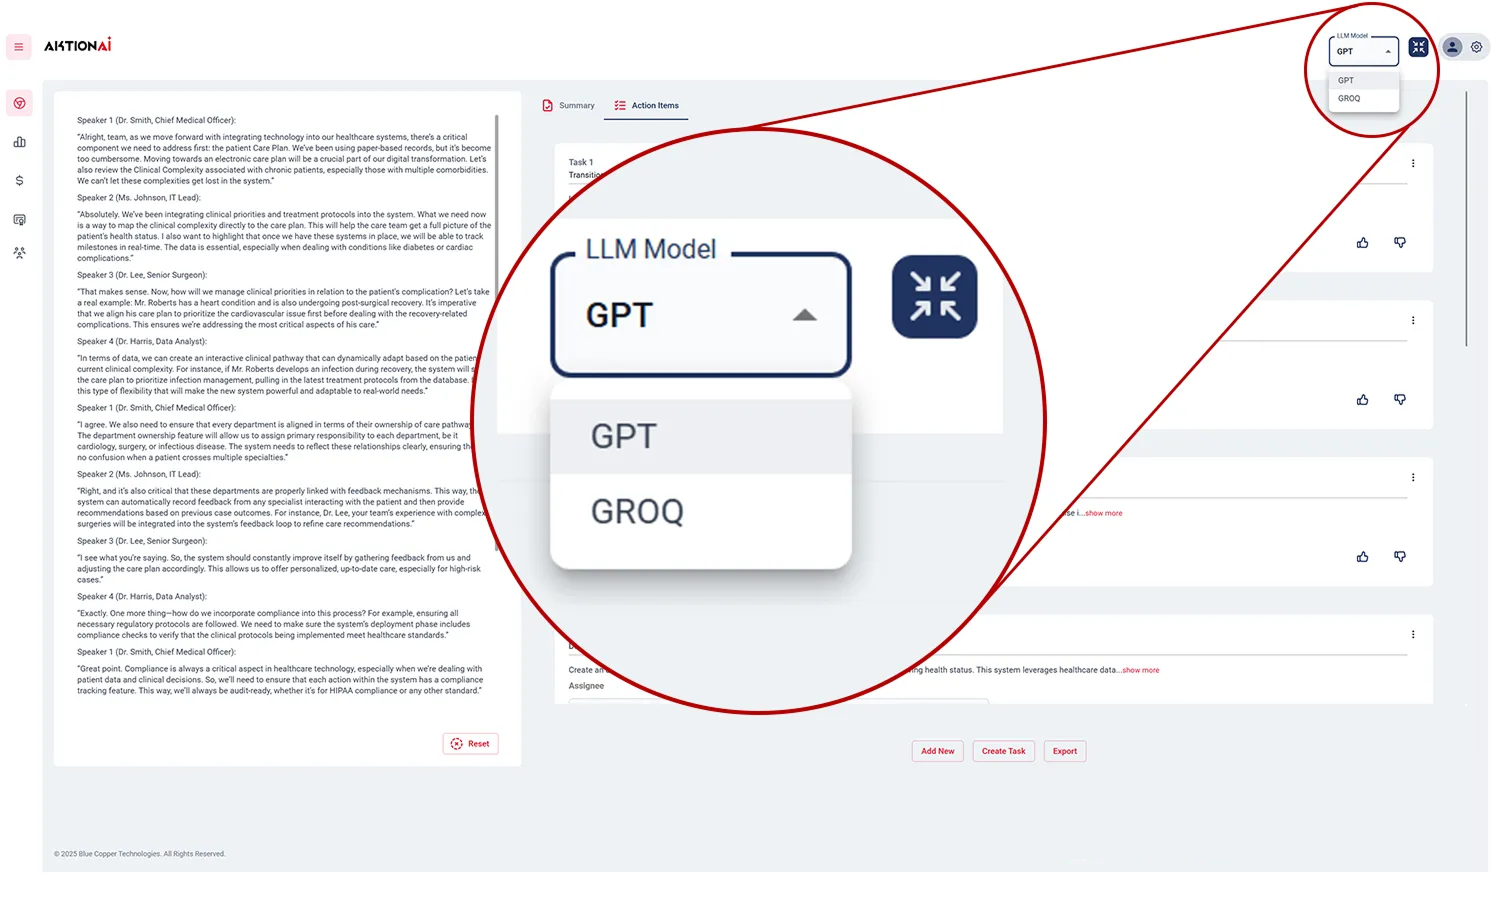 AKTIONAi
LLM Model
GPT
GPT
GROQ
Speaker 1 (Dr. Smith, Chief Medical Officer):
"Alright, team, as we move forward with integrating technology into our healthcare systems, there's a critical
component we need to address first: the patient Care Plan. We've been using paper-based records, but it's become
too cumbersome. Moving towards an electronic care plan will be a crucial part of our digital transformation. Let's
also review the Clinical Complexity associated with chronic patients, especially those with multiple comorbidities.
We can't let these complexities get lost in the system."
Speaker 2 (Ms. Johnson, IT Lead):
"Absolutely. We've been integrating clinical priorities and treatment protocols into the system. What we need now
is a way to map the clinical complexity directly to the care plan. This will help the care team get a full picture of the
patient's health status. I also want to highlight that once we have these systems in place, we will be able to track
milestones in real-time. The data is essential, especially when dealing with conditions like diabetes or cardiac
complications."
Speaker 3 (Dr. Lee, Senior Surgeon):
"That makes sense. Now, how will we manage clinical priorities in relation to the patient's complication? Let's take
a real example: Mr. Roberts has a heart condition and is also undergoing post-surgical recovery. It's imperative
that we align his care plan to prioritize the cardiovascular issue first before dealing with the recovery-related
complications. This ensures we're addressing the most critical aspects of his care."
Speaker 4 (Dr. Harris, Data Analyst):
"In terms of data, we can create an interactive clinical pathway that can dynamically adapt based on the patien
current clinical complexity. For instance, if Mr. Roberts develops an infection during recovery, the system will s
the care plan to prioritize infection management, pulling in the latest treatment protocols from the database.
this type of flexibility that will make the new system powerful and adaptable to real-world needs."
Speaker 1 (Dr. Smith, Chief Medical Officer):
"I agree. We also need to ensure that every department is aligned in terms of their ownership of care pathway
The department ownership feature will allow us to assign primary responsibility to each department, be it
cardiology, surgery, or infectious disease. The system needs to reflect these relationships clearly, ensuring the
no confusion when a patient crosses multiple specialties."
Speaker 2 (Ms. Johnson, IT Lead):
"Right, and it's also critical that these departments are properly linked with feedback mechanisms. This way, th
system can automatically record feedback from any specialist interacting with the patient and then provide
recommendations based on previous case outcomes. For instance, Dr. Lee, your team's experience with complex
surgeries will be integrated into the system's feedback loop to refine care recommendations."
Speaker 3 (Dr. Lee, Senior Surgeon):
"I see what you're saying. So, the system should constantly improve itself by gathering feedback from us and
adjusting the care plan accordingly. This allows us to offer personalized, up-to-date care, especially for high-risk
cases."
Speaker 4 (Dr. Harris, Data Analyst):
"Exactly. One more thing—how do we incorporate compliance into this process? For example, ensuring all
necessary regulatory protocols are followed. We need to make sure the system's deployment phase includes
compliance checks to verify that the clinical protocols being implemented meet healthcare standards."
Speaker 1 (Dr. Smith, Chief Medical Officer):
"Great point. Compliance is always a critical aspect in healthcare technology, especially when we're dealing with
patient data and clinical decisions. So, we'll need to ensure that each action within the system has a compliance
tracking feature. This way, we'll always be audit-ready, whether it's for HIPAA compliance or any other standard."
Reset
Summary
Action Items
Task 1
Transition
LLM Model
GPT
GPT
GROQ
se i...show more
Create an
ng health status. This system leverages healthcare data...show more
Assignee
Add New
Create Task
Export
© 2025 Blue Copper Technologies. All Rights Reserved.